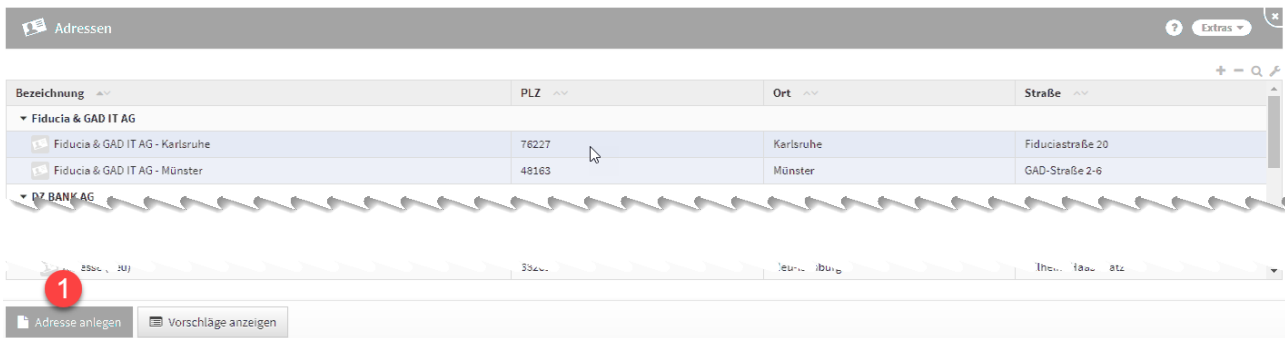 Adressen ? Extras
Bezeichnung PLZ Ort Straße
Fiducia & GAD IT AG
Fiducia & GAD IT AG - Karlsruhe 76227 Karlsruhe Fiduciastraße 20
Fiducia & GAD IT AG - Münster 48163 Münster GAD-Straße 2-6
DZ BANK AG
1
Adresse anlegen Vorschläge anzeigen